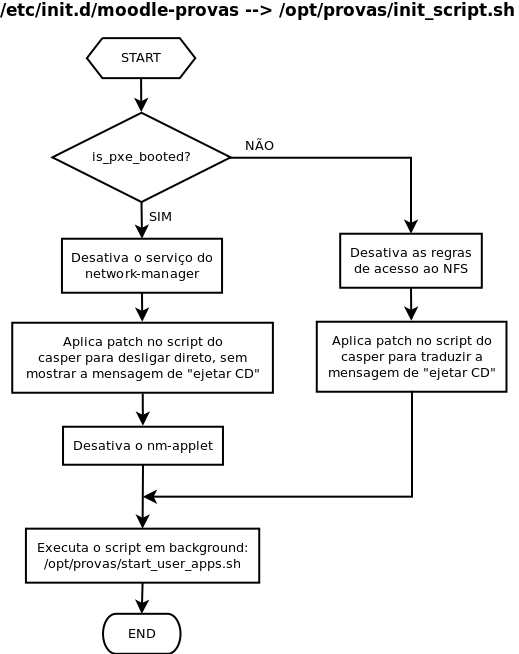 /etc/init.d/moodle-provas --> /opt/provas/init_script.sh
START
is_pxe_booted?
NÃO
SIM
Desativa o serviço do
network-manager
Desativa as regras
de acesso ao NFS
Aplica patch no script do
casper para desligar direto, sem
mostrar a mensagem de "ejetar CD"
Aplica patch no script do
casper para traduzir a
mensagem de "ejetar CD"
Desativa o nm-applet
Executa o script em background:
/opt/provas/start_user_apps.sh
END